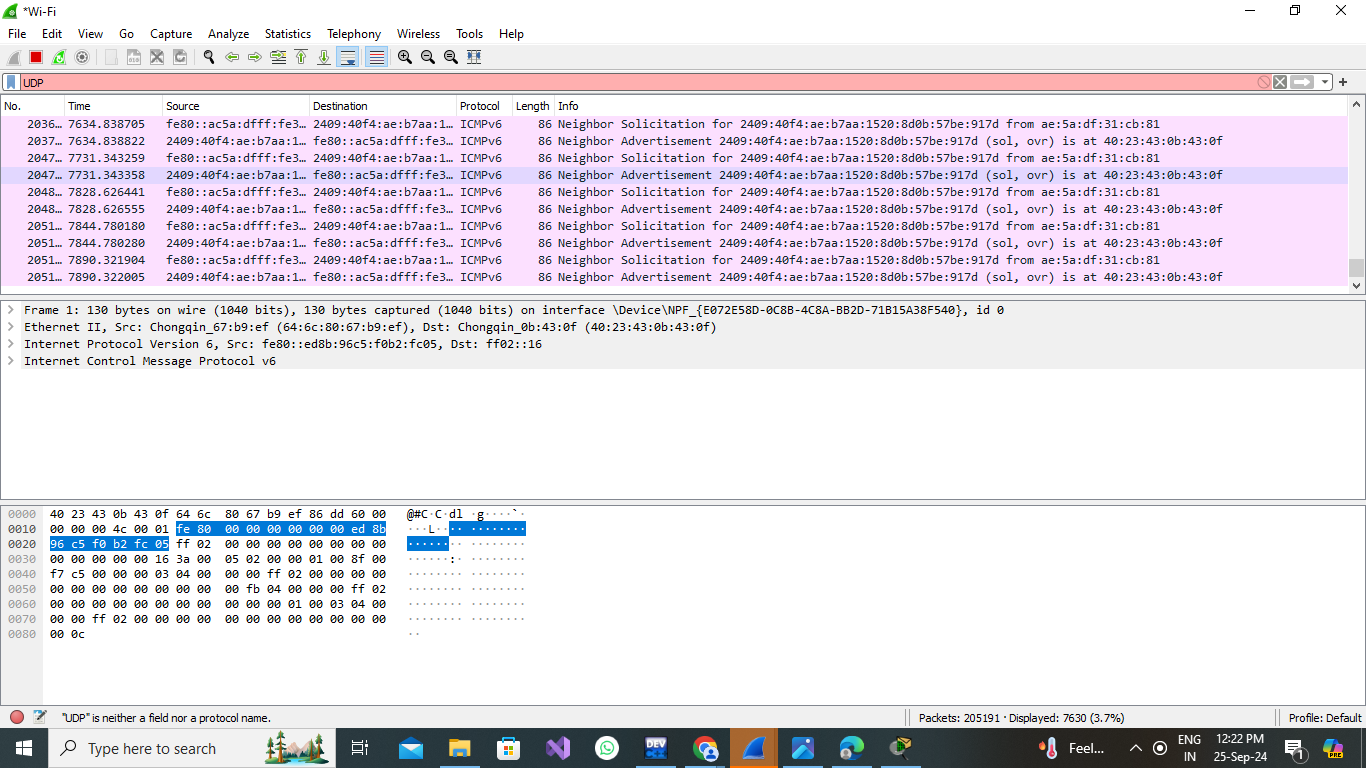 *Wi-Fi
File Edit View Go Capture Analyze Statistics Telephony Wireless Tools Help
UDP
No. Time Source Destination Protocol Length Info
2036… 7634.838705 fe80::ac5a:dfff:fe3… 2409:40f4:ae:b7aa:1… ICMPv6 86 Neighbor Solicitation for 2409:40f4:ae:b7aa:1520:8d0b:57be:917d from ae:5a:df:31:cb:81
2037… 7634.838822 2409:40f4:ae:b7aa:1… fe80::ac5a:dfff:fe3… ICMPv6 86 Neighbor Advertisement 2409:40f4:ae:b7aa:1520:8d0b:57be:917d (sol, ovr) is at 40:23:43:0b:43:0f
2047… 7731.343259 fe80::ac5a:dfff:fe3… 2409:40f4:ae:b7aa:1… ICMPv6 86 Neighbor Solicitation for 2409:40f4:ae:b7aa:1520:8d0b:57be:917d from ae:5a:df:31:cb:81
2047… 7731.343358 2409:40f4:ae:b7aa:1… fe80::ac5a:dfff:fe3… ICMPv6 86 Neighbor Advertisement 2409:40f4:ae:b7aa:1520:8d0b:57be:917d (sol, ovr) is at 40:23:43:0b:43:0f
2048… 7828.626441 fe80::ac5a:dfff:fe3… 2409:40f4:ae:b7aa:1… ICMPv6 86 Neighbor Solicitation for 2409:40f4:ae:b7aa:1520:8d0b:57be:917d from ae:5a:df:31:cb:81
2048… 7828.626555 2409:40f4:ae:b7aa:1… fe80::ac5a:dfff:fe3… ICMPv6 86 Neighbor Advertisement 2409:40f4:ae:b7aa:1520:8d0b:57be:917d (sol, ovr) is at 40:23:43:0b:43:0f
2051… 7844.780180 fe80::ac5a:dfff:fe3… 2409:40f4:ae:b7aa:1… ICMPv6 86 Neighbor Solicitation for 2409:40f4:ae:b7aa:1520:8d0b:57be:917d from ae:5a:df:31:cb:81
2051… 7844.780280 2409:40f4:ae:b7aa:1… fe80::ac5a:dfff:fe3… ICMPv6 86 Neighbor Advertisement 2409:40f4:ae:b7aa:1520:8d0b:57be:917d (sol, ovr) is at 40:23:43:0b:43:0f
2051… 7890.321904 fe80::ac5a:dfff:fe3… 2409:40f4:ae:b7aa:1… ICMPv6 86 Neighbor Solicitation for 2409:40f4:ae:b7aa:1520:8d0b:57be:917d from ae:5a:df:31:cb:81
2051… 7890.322005 2409:40f4:ae:b7aa:1… fe80::ac5a:dfff:fe3… ICMPv6 86 Neighbor Advertisement 2409:40f4:ae:b7aa:1520:8d0b:57be:917d (sol, ovr) is at 40:23:43:0b:43:0f
Frame 1: 130 bytes on wire (1040 bits), 130 bytes captured (1040 bits) on interface \Device\NPF_{E072E58D-0C8B-4C8A-BB2D-71B15A38F540}, id 0
Ethernet II, Src: Chongqin_67:b9:ef (64:6c:80:67:b9:ef), Dst: Chongqin_0b:43:0f (40:23:43:0b:43:0f)
Internet Protocol Version 6, Src: fe80::ed8b:96c5:f0b2:fc05, Dst: ff02::16
Internet Control Message Protocol v6
0000 40 23 43 0b 43 0f 64 6c 80 67 b9 ef 86 dd 60 00 @#C·C·dl ·g····`·
0010 00 00 00 4c 00 01 fe 80 00 00 00 00 00 00 ed 8b ···L···· ········
0020 96 c5 f0 b2 fc 05 ff 02 00 00 00 00 00 00 00 00 ········ ········
0030 00 00 00 00 00 16 3a 00 05 02 00 00 01 00 8f 00 ······:· ········
0040 f7 c5 00 00 00 03 04 00 00 00 ff 02 00 00 00 00 ········ ········
0050 00 00 00 00 00 00 00 00 00 fb 04 00 00 00 ff 02 ········ ········
0060 00 00 00 00 00 00 00 00 00 00 00 01 00 03 04 00 ········ ········
0070 00 00 ff 02 00 00 00 00 00 00 00 00 00 00 00 00 ········ ········
0080 00 0c ··
"UDP" is neither a field nor a protocol name. Packets: 205191 · Displayed: 7630 (3.7%) Profile: Default
Type here to search DEV PRE Feel... ENG IN 12:22 PM 25-Sep-24 1